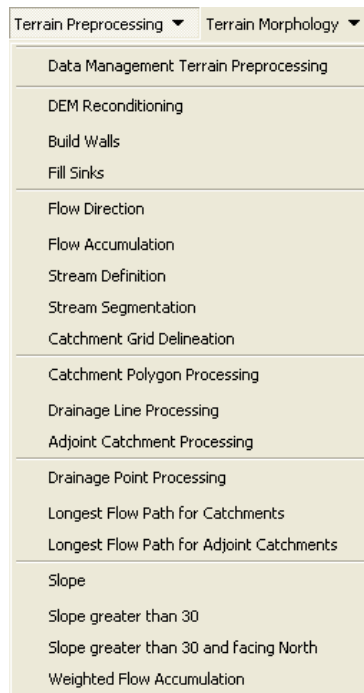 Terrain Preprocessing Terrain Morphology
Data Management Terrain Preprocessing
DEM Reconditioning
Build Walls
Fill Sinks
Flow Direction
Flow Accumulation
Stream Definition
Stream Segmentation
Catchment Grid Delineation
Catchment Polygon Processing
Drainage Line Processing
Adjoint Catchment Processing
Drainage Point Processing
Longest Flow Path for Catchments
Longest Flow Path for Adjoint Catchments
Slope
Slope greater than 30
Slope greater than 30 and facing North
Weighted Flow Accumulation